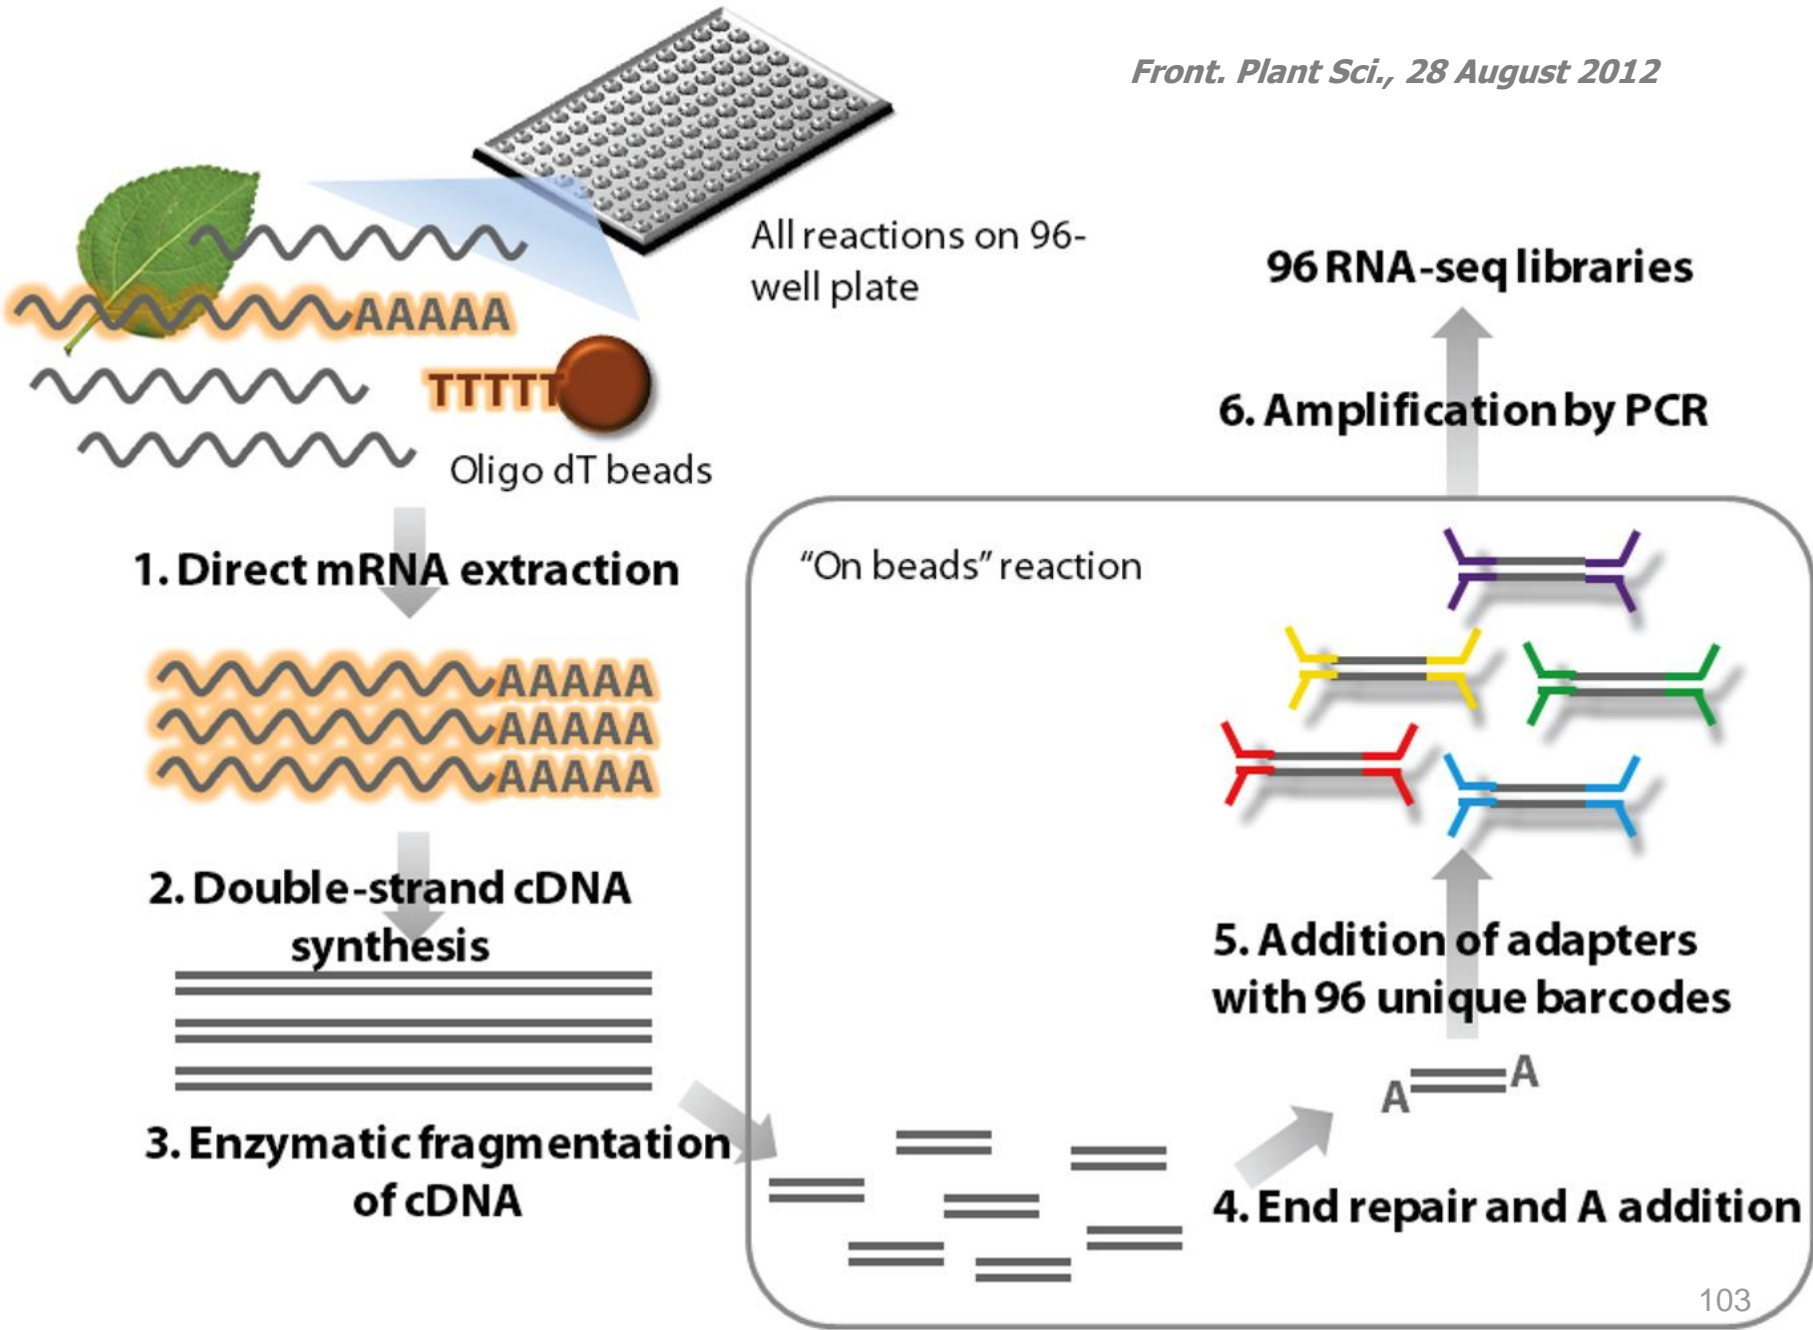 Front. Plant Sci., 28 August 2012
All reactions on 96-
well plate
AAAAA
TTTTT
Oligo dT beads
1. Direct mRNA extraction
AAAAA
AAAAA
AAAAA
2. Double-strand cDNA
synthesis
3. Enzymatic fragmentation
of cDNA
“On beads” reaction
4. End repair and A addition
A
A
5. Addition of adapters
with 96 unique barcodes
6. Amplification by PCR
96 RNA-seq libraries
103